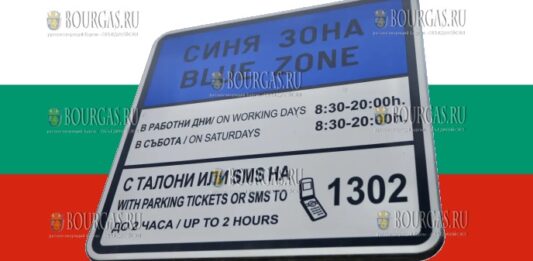 BOURGAS.RU
СИНЯ ЗОНА
BLUE ZONE
В РАБОТНИ ДНИ/ ON WORKING DAYS 8:30-20:00h.
В СЪБОТА / ON SATURDAYS 8:30-20:00h.
С ТАЛОНИ ИЛИ SMS НА
WITH PARKING TICKETS OR SMS TO
1302
ДО 2 ЧАСА / UP TO 2 HOURS